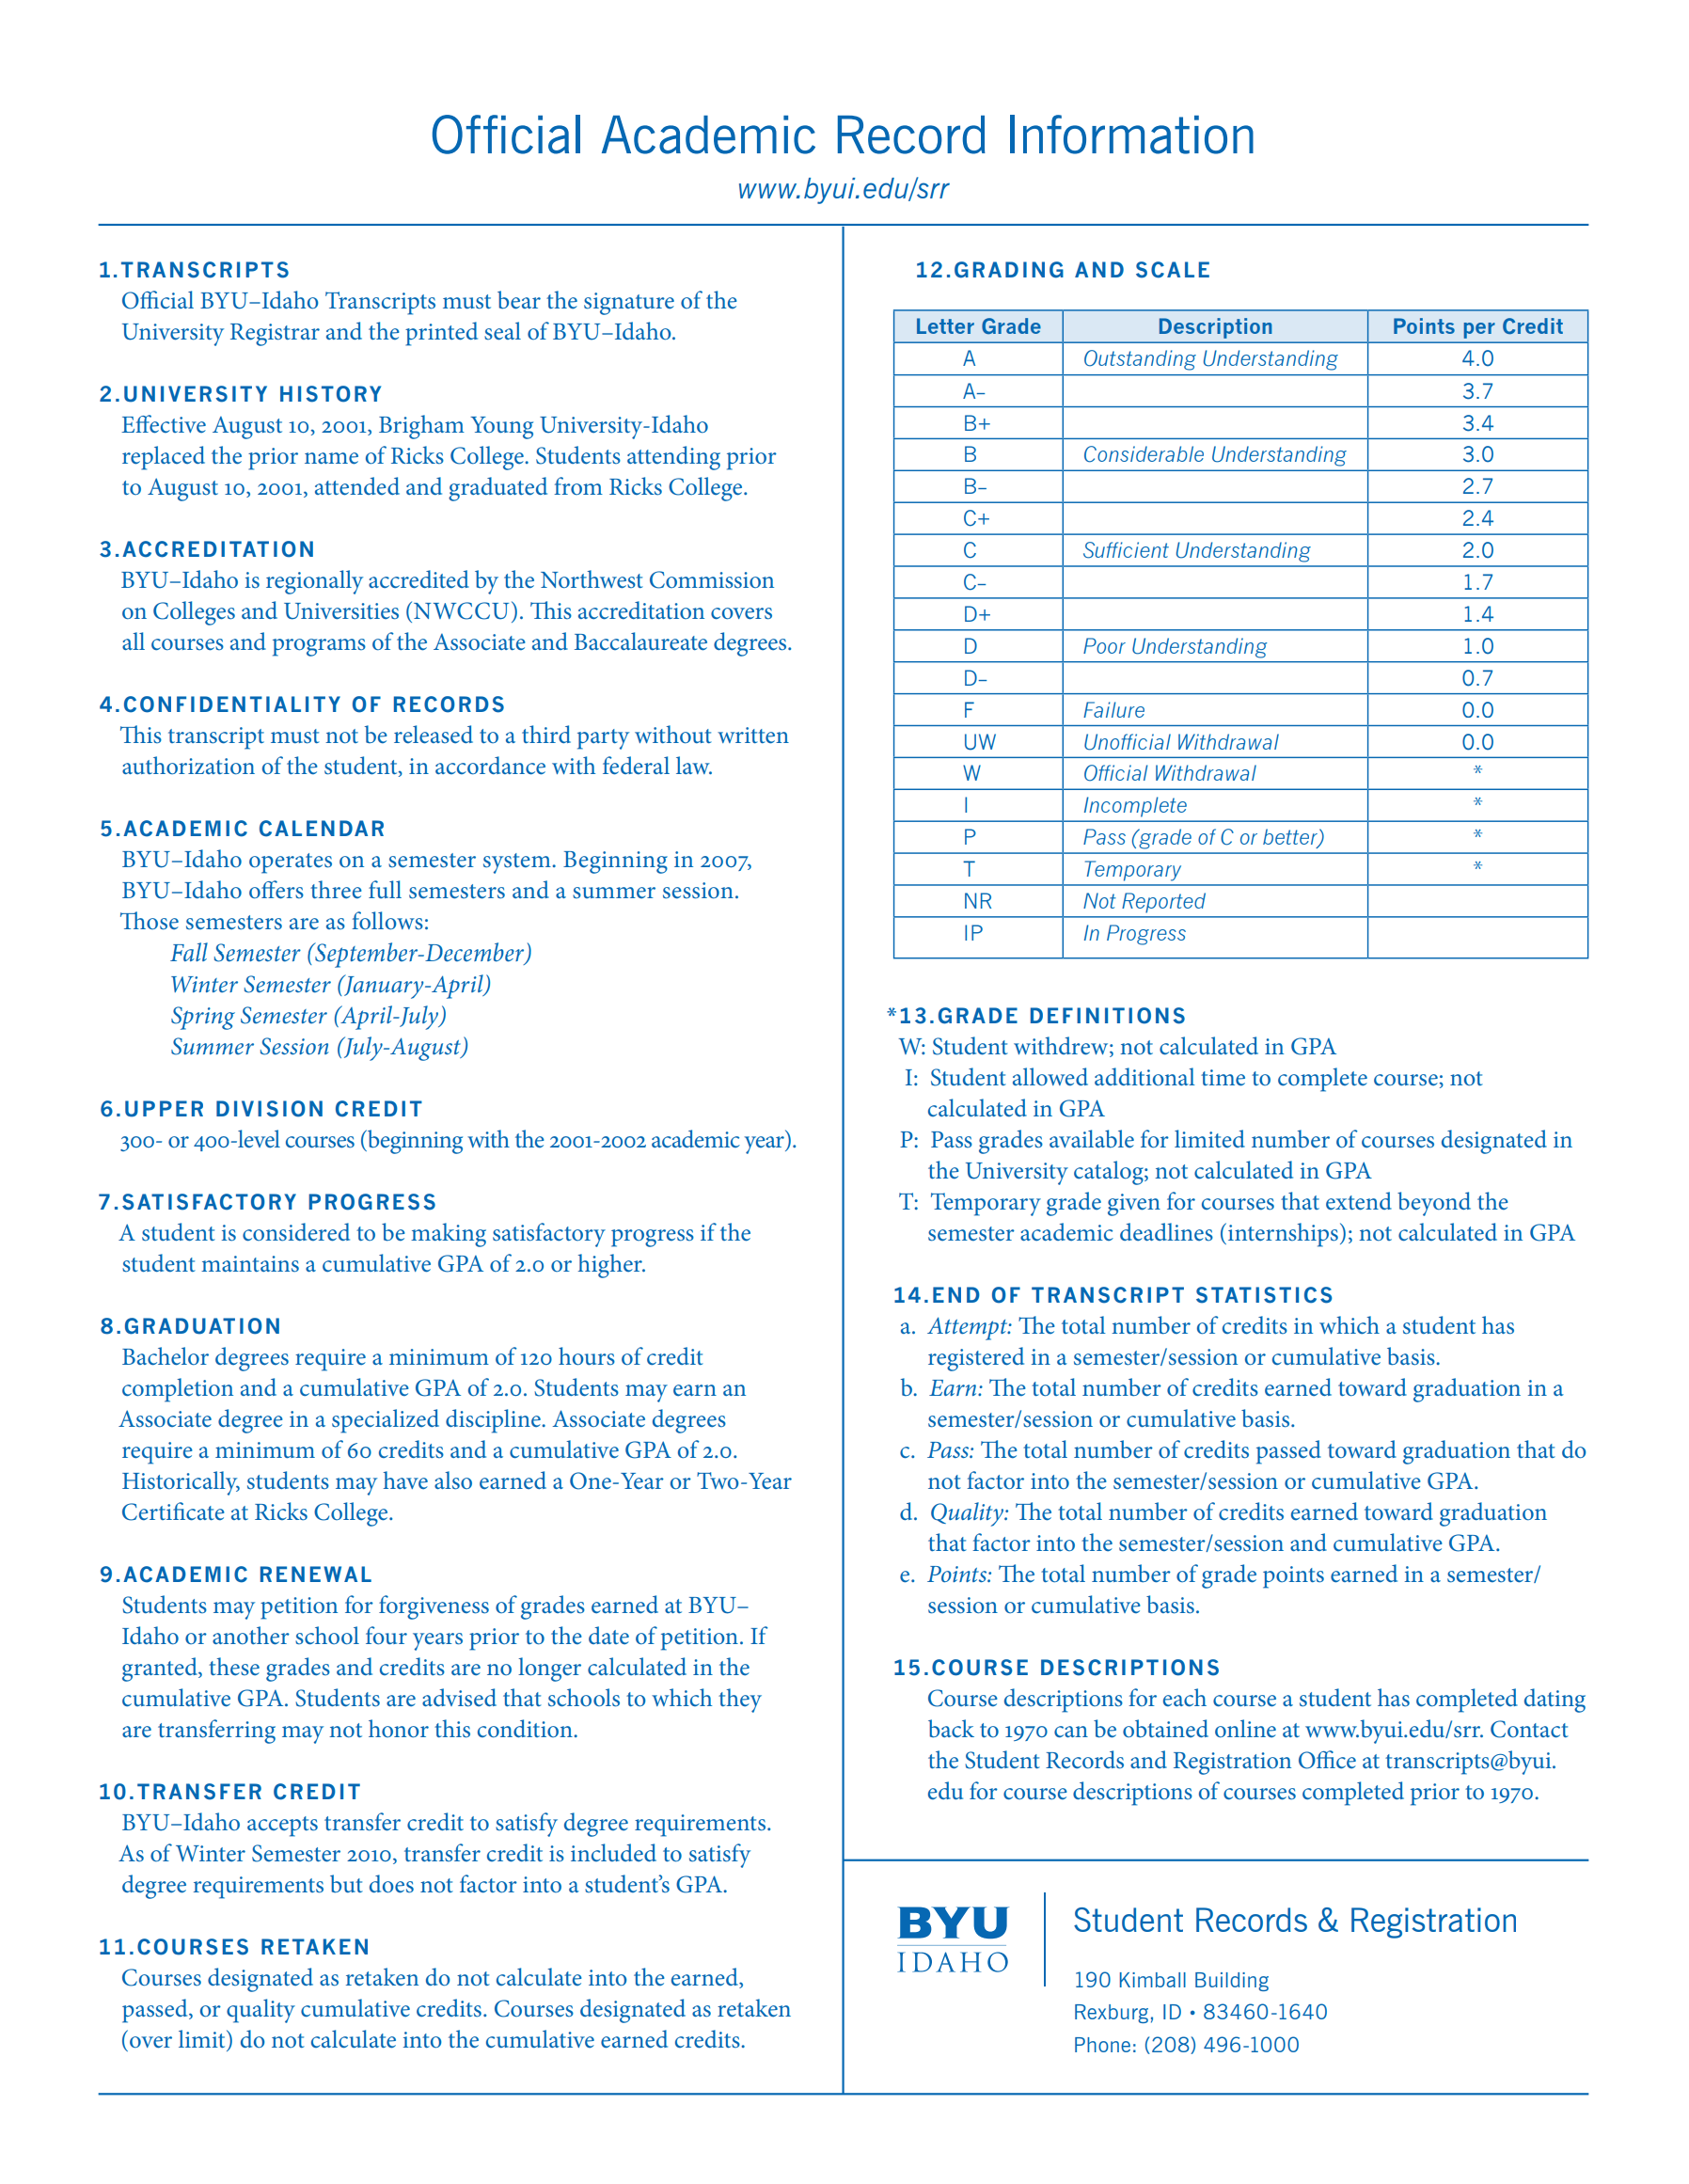 Official Academic Record Information
www.byui.edu/srr
1.TRANSCRIPTS
Official BYU–Idaho Transcripts must bear the signature of the
University Registrar and the printed seal of BYU–Idaho.
2.UNIVERSITY HISTORY
Effective August 10, 2001, Brigham Young University-Idaho
replaced the prior name of Ricks College. Students attending prior
to August 10, 2001, attended and graduated from Ricks College.
3.ACCREDITATION
BYU–Idaho is regionally accredited by the Northwest Commission
on Colleges and Universities (NWCCU). This accreditation covers
all courses and programs of the Associate and Baccalaureate degrees.
4.CONFIDENTIALITY OF RECORDS
This transcript must not be released to a third party without written
authorization of the student, in accordance with federal law.
5.ACADEMIC CALENDAR
BYU–Idaho operates on a semester system. Beginning in 2007,
BYU–Idaho offers three full semesters and a summer session.
Those semesters are as follows:
Fall Semester (September-December)
Winter Semester (January-April)
Spring Semester (April-July)
Summer Session (July-August)
6.UPPER DIVISION CREDIT
300- or 400-level courses (beginning with the 2001-2002 academic year).
7.SATISFACTORY PROGRESS
A student is considered to be making satisfactory progress if the
student maintains a cumulative GPA of 2.0 or higher.
8.GRADUATION
Bachelor degrees require a minimum of 120 hours of credit
completion and a cumulative GPA of 2.0. Students may earn an
Associate degree in a specialized discipline. Associate degrees
require a minimum of 60 credits and a cumulative GPA of 2.0.
Historically, students may have also earned a One-Year or Two-Year
Certificate at Ricks College.
9.ACADEMIC RENEWAL
Students may petition for forgiveness of grades earned at BYU–
Idaho or another school four years prior to the date of petition. If
granted, these grades and credits are no longer calculated in the
cumulative GPA. Students are advised that schools to which they
are transferring may not honor this condition.
10.TRANSFER CREDIT
BYU–Idaho accepts transfer credit to satisfy degree requirements.
As of Winter Semester 2010, transfer credit is included to satisfy
degree requirements but does not factor into a student's GPA.
11.COURSES RETAKEN
Courses designated as retaken do not calculate into the earned,
passed, or quality cumulative credits. Courses designated as retaken
(over limit) do not calculate into the cumulative earned credits.
12.GRADING AND SCALE
Letter Grade Description Points per Credit
A Outstanding Understanding 4.0
A– 3.7
B+ 3.4
B Considerable Understanding 3.0
B– 2.7
C+ 2.4
C Sufficient Understanding 2.0
C– 1.7
D+ 1.4
D Poor Understanding 1.0
D– 0.7
F Failure 0.0
UW Unofficial Withdrawal 0.0
W Official Withdrawal *
I Incomplete *
P Pass (grade of C or better) *
T Temporary *
NR Not Reported
IP In Progress
*13.GRADE DEFINITIONS
W: Student withdrew; not calculated in GPA
I: Student allowed additional time to complete course; not
calculated in GPA
P: Pass grades available for limited number of courses designated in
the University catalog; not calculated in GPA
T: Temporary grade given for courses that extend beyond the
semester academic deadlines (internships); not calculated in GPA
14.END OF TRANSCRIPT STATISTICS
a. Attempt: The total number of credits in which a student has
registered in a semester/session or cumulative basis.
b. Earn: The total number of credits earned toward graduation in a
semester/session or cumulative basis.
c. Pass: The total number of credits passed toward graduation that do
not factor into the semester/session or cumulative GPA.
d. Quality: The total number of credits earned toward graduation
that factor into the semester/session and cumulative GPA.
e. Points: The total number of grade points earned in a semester/
session or cumulative basis.
15.COURSE DESCRIPTIONS
Course descriptions for each course a student has completed dating
back to 1970 can be obtained online at www.byui.edu/srr. Contact
the Student Records and Registration Office at transcripts@byui.
edu for course descriptions of courses completed prior to 1970.
BYU
IDAHO
Student Records & Registration
190 Kimball Building
Rexburg, ID • 83460-1640
Phone: (208) 496-1000